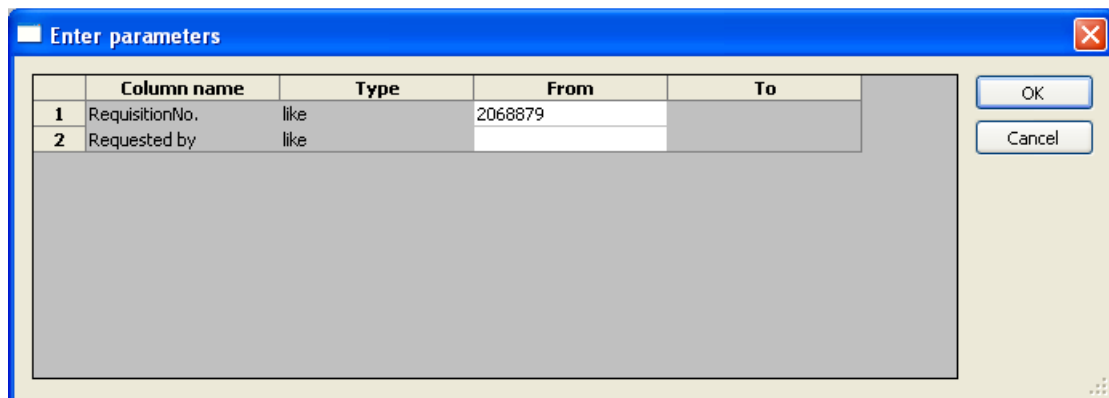 Enter parameters
Column name Type From To
1 RequisitionNo. like 2068879
2 Requested by like
OK
Cancel